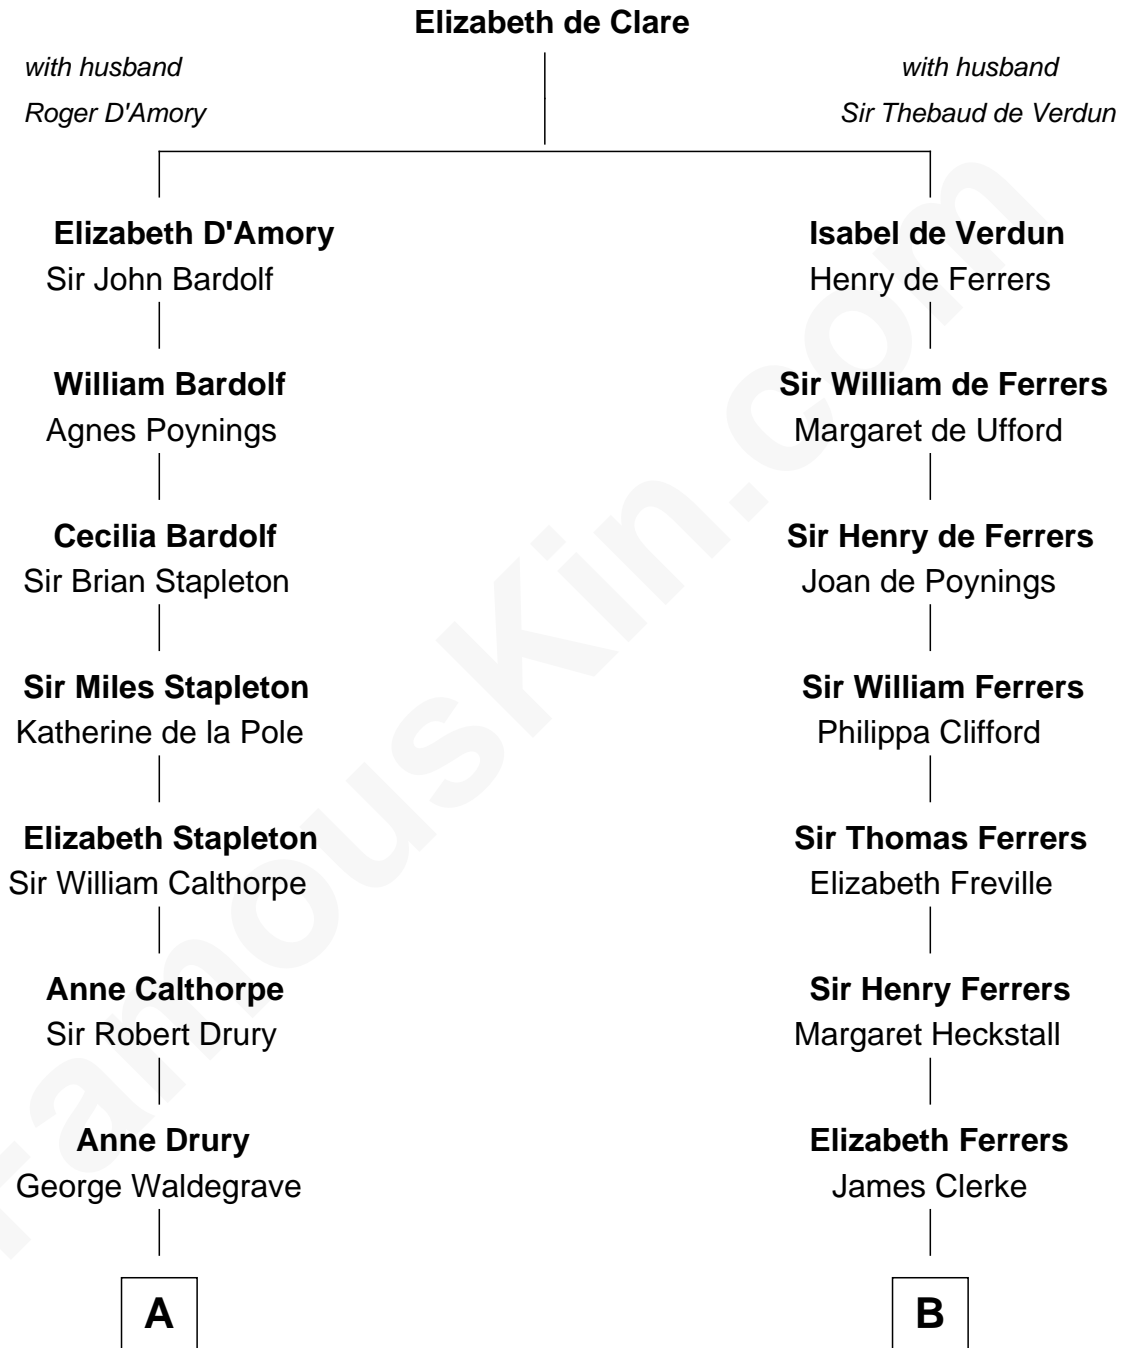 Elizabeth de Clare
with husband
Roger D'Amory
with husband
Sir Thebaud de Verdun
Elizabeth D'Amory
Sir John Bardolf
Isabel de Verdun
Henry de Ferrers
William Bardolf
Agnes Poynings
Sir William de Ferrers
Margaret de Ufford
Cecilia Bardolf
Sir Brian Stapleton
Sir Henry de Ferrers
Joan de Poynings
Sir Miles Stapleton
Katherine de la Pole
Sir William Ferrers
Philippa Clifford
Elizabeth Stapleton
Sir William Calthorpe
Sir Thomas Ferrers
Elizabeth Freville
Anne Calthorpe
Sir Robert Drury
Sir Henry Ferrers
Margaret Heckstall
Anne Drury
George Waldegrave
Elizabeth Ferrers
James Clerke
A
B
FamousKin.com